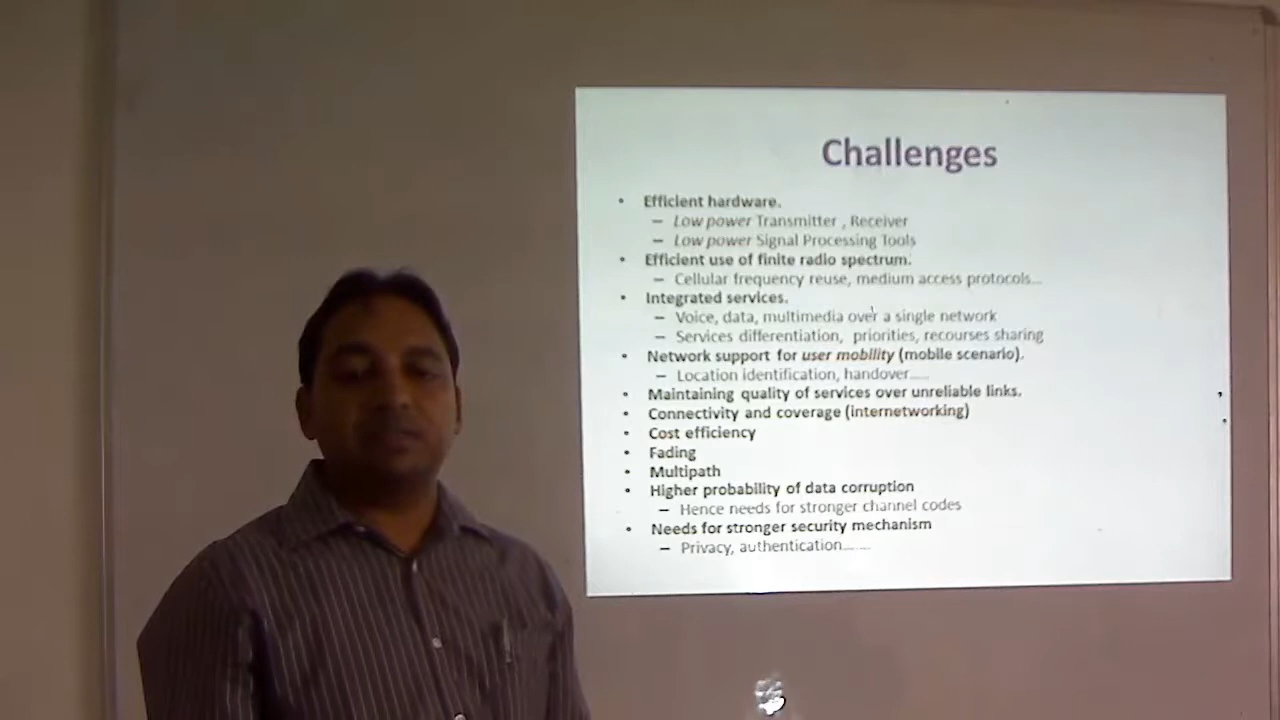 Challenges
• Efficient hardware.
– Low power Transmitter , Receiver
– Low power Signal Processing Tools
• Efficient use of finite radio spectrum.
– Cellular frequency reuse, medium access protocols...
• Integrated services.
– Voice, data, multimedia over a single network
– Services differentiation, priorities, recourses sharing
• Network support for user mobility (mobile scenario).
– Location identification, handover.....
• Maintaining quality of services over unreliable links.
• Connectivity and coverage (internetworking)
• Cost efficiency
• Fading
• Multipath
• Higher probability of data corruption
– Hence needs for stronger channel codes
• Needs for stronger security mechanism
– Privacy, authentication.......